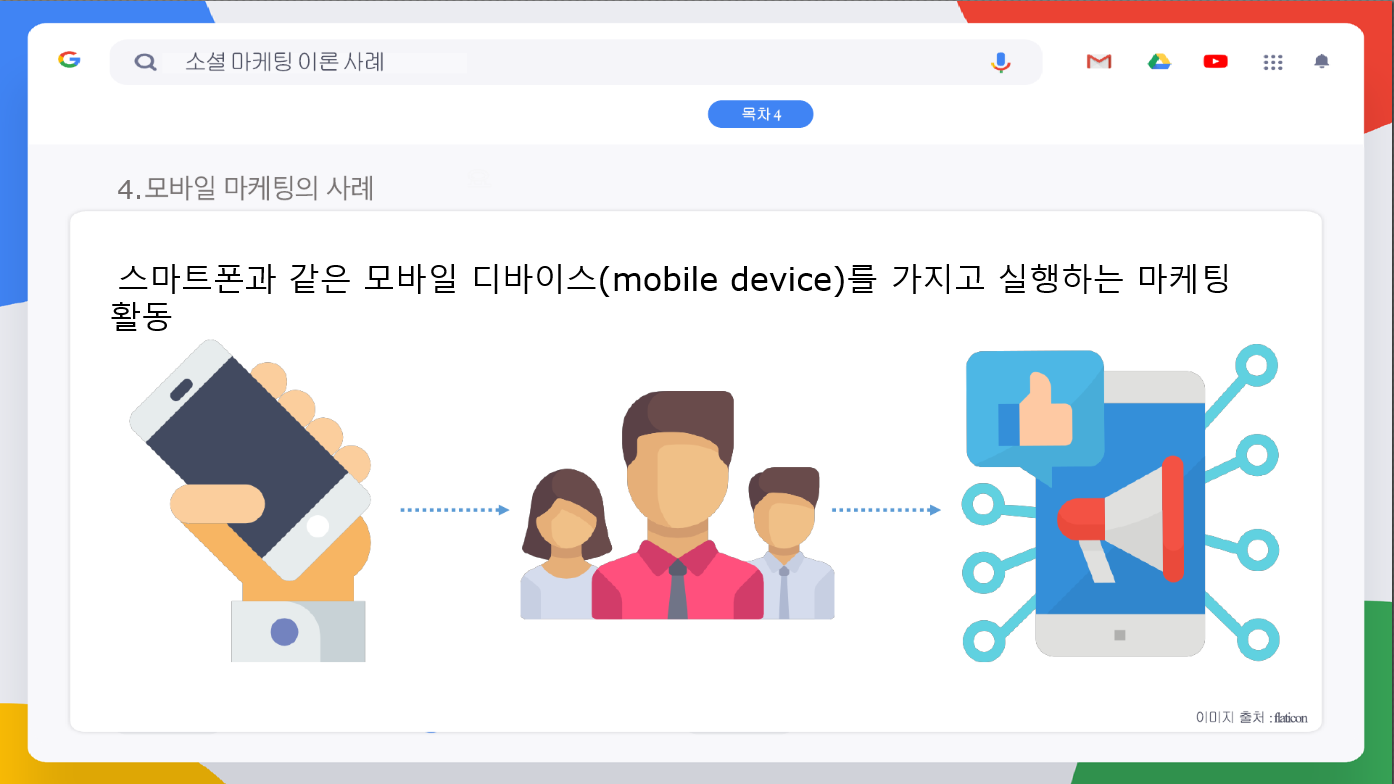 소셜 마케팅 이론 사례
목차 4
4.모바일 마케팅의 사례
스마트폰과 같은 모바일 디바이스(mobile device)를 가지고 실행하는 마케팅
활동
이미지 출처 : flaticon